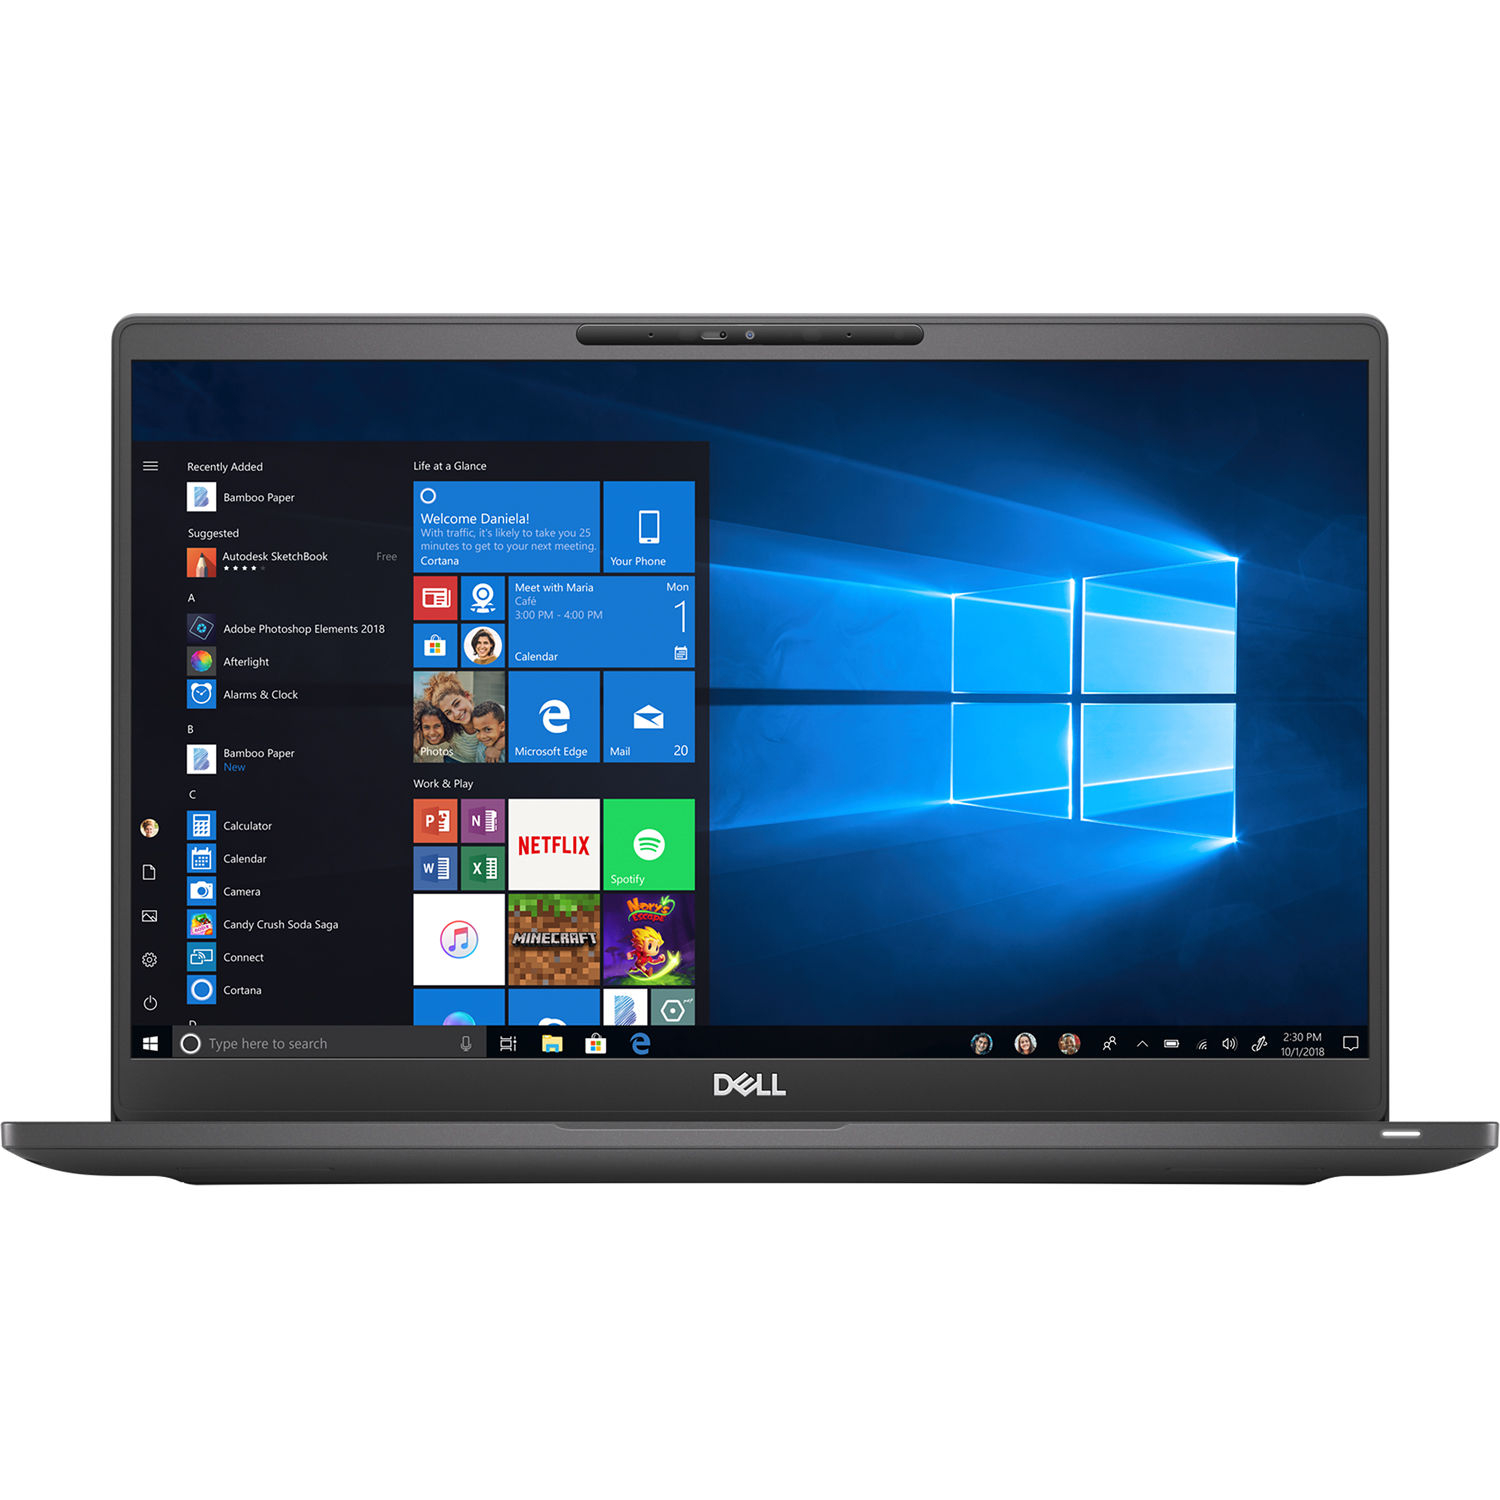 Recently Added
Bamboo Paper
Suggested
Autodesk SketchBook
Free
A
Adobe Photoshop Elements 2018
Afterlight
Alarms & Clock
B
Bamboo Paper
New
C
Calculator
Calendar
Camera
Candy Crush Soda Saga
Connect
Cortana
Life at a Glance
Welcome Daniela!
With traffic, it's likely to take you 25
minutes to get to your next meeting.
Cortana
Your Phone
Meet with Maria
Café
3:00 PM - 4:00 PM
Calendar
Mon
1
Photos
Microsoft Edge
Mail
20
Work & Play
P
N
W
X
NETFLIX
Spotify
MINECRAFT
Nory's
Escape
Type here to search
2:30 PM
10/1/2018
DELL